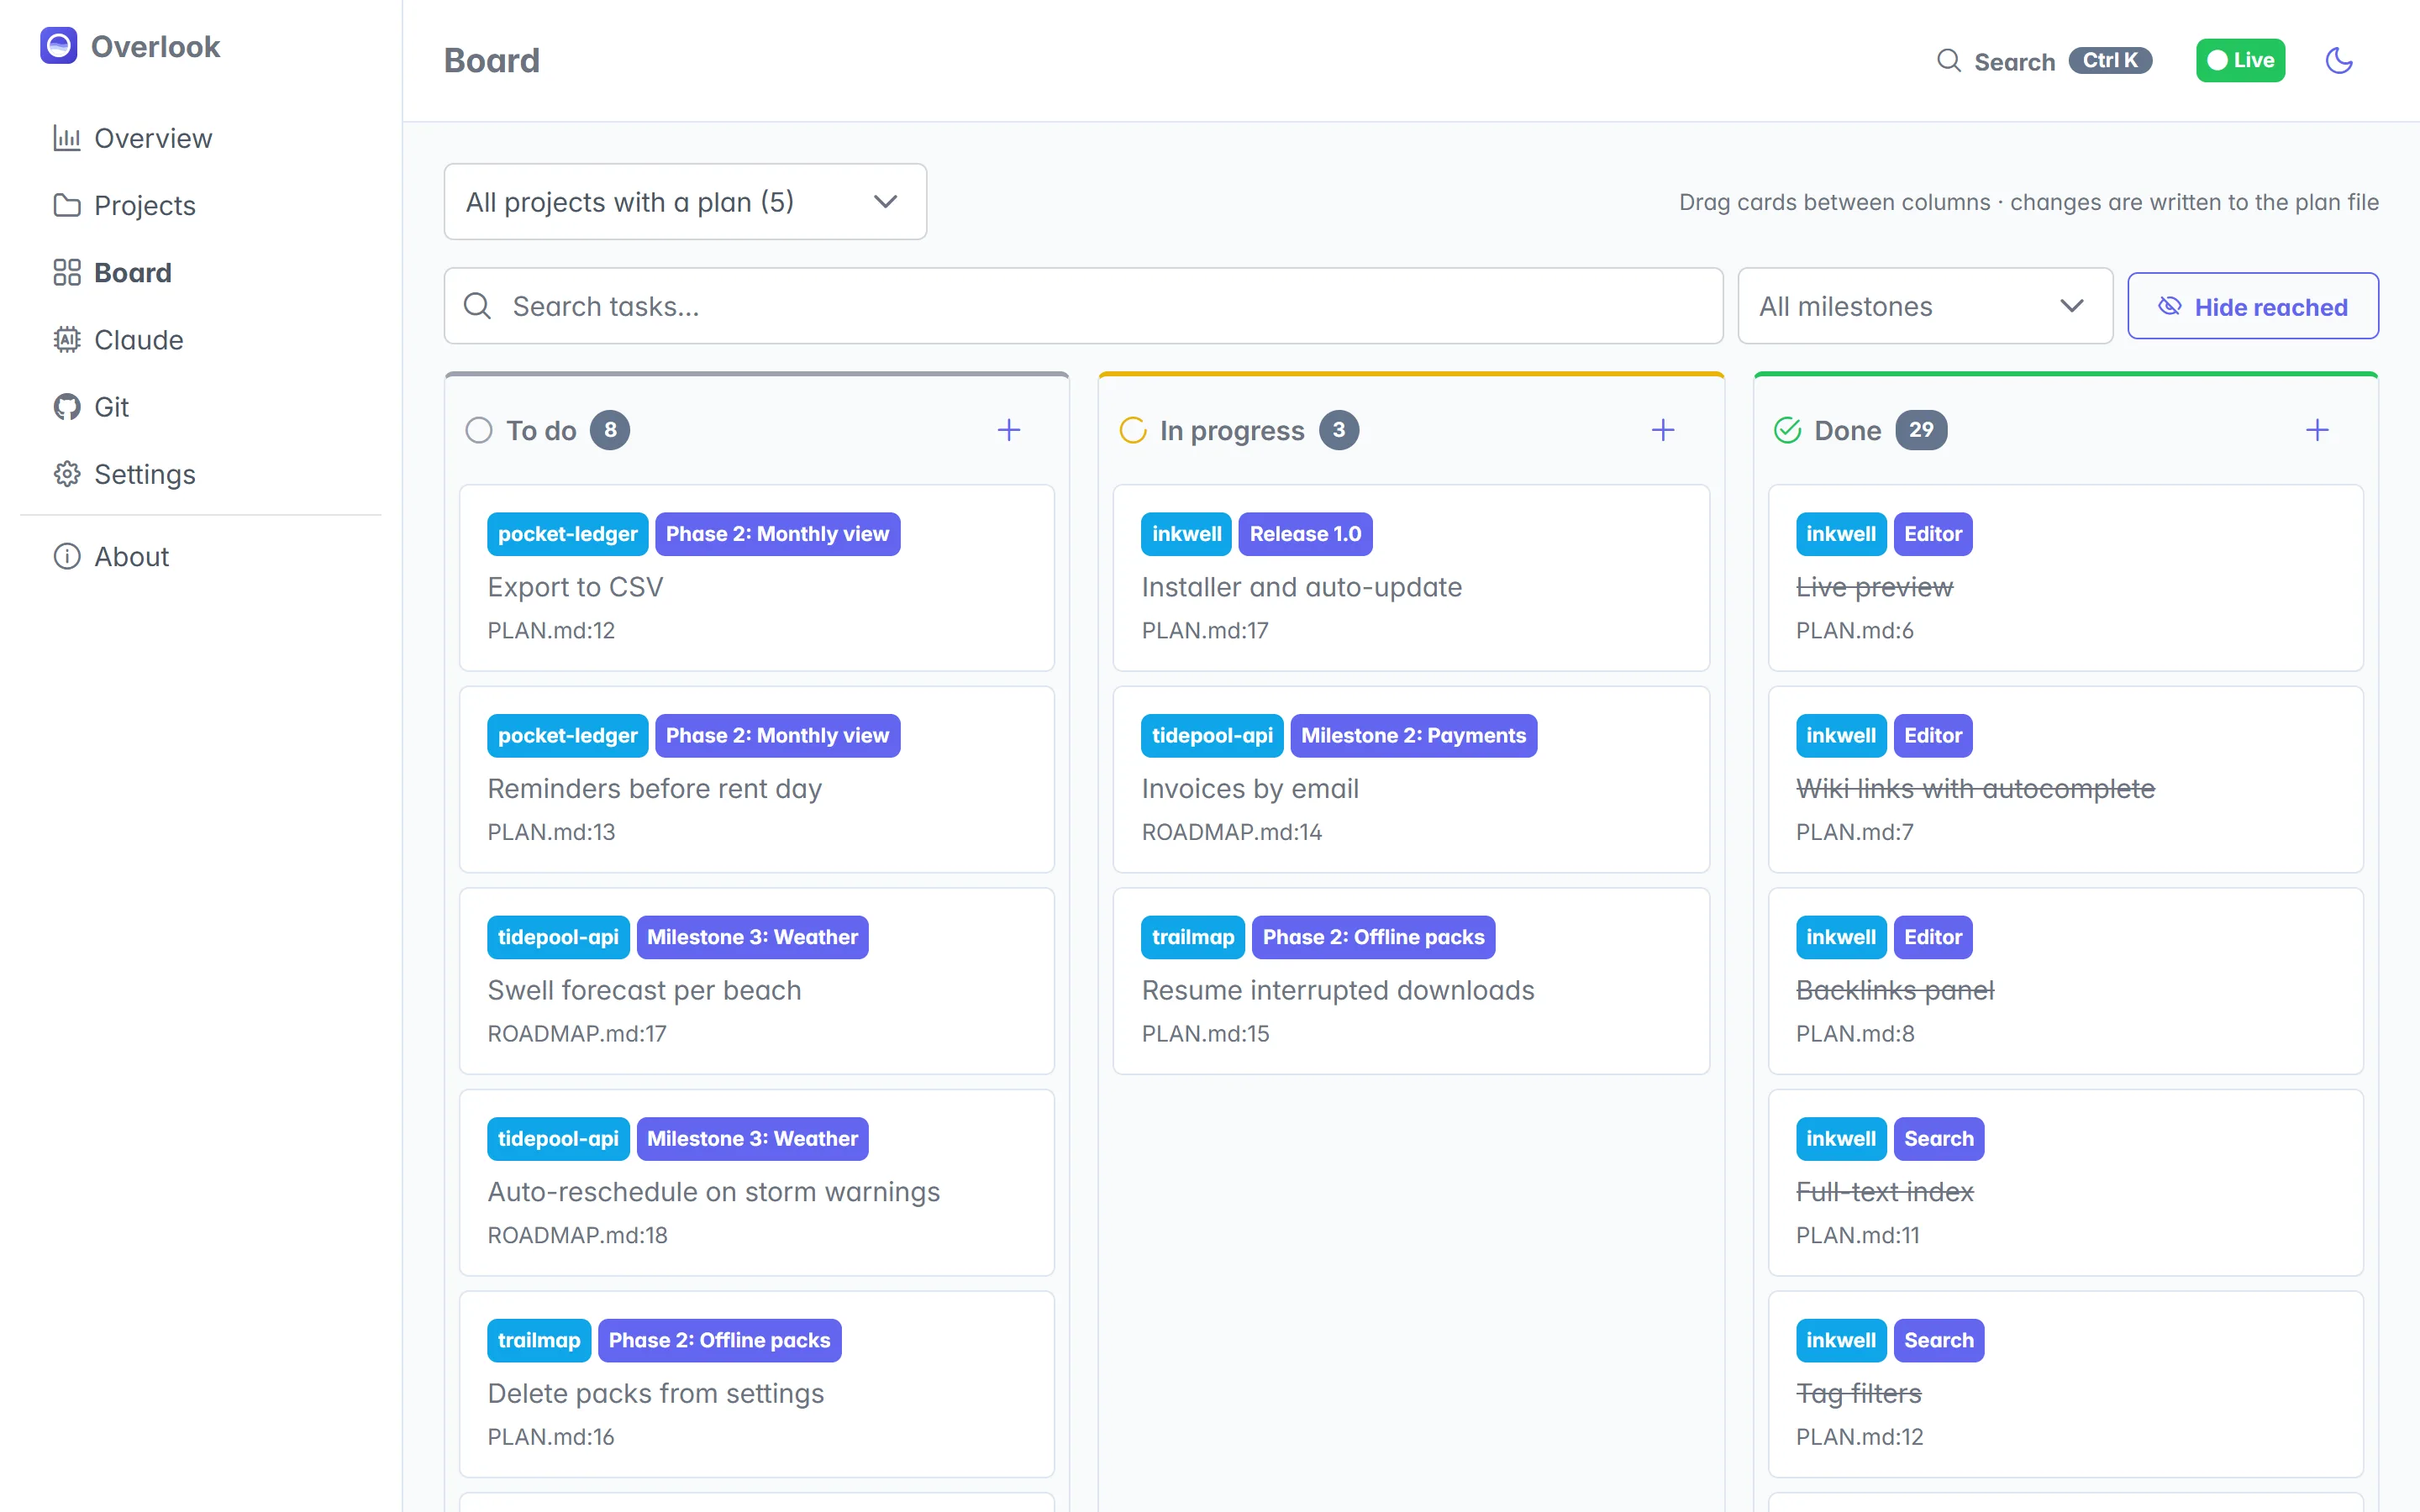 Overlook
Overview
Projects
Board
Claude
Git
Settings
About
Board
Search Ctrl K
Live
All projects with a plan (5)
Drag cards between columns · changes are written to the plan file
Search tasks...
All milestones
Hide reached
To do 8
pocket-ledger Phase 2: Monthly view
Export to CSV
PLAN.md:12
pocket-ledger Phase 2: Monthly view
Reminders before rent day
PLAN.md:13
tidepool-api Milestone 3: Weather
Swell forecast per beach
ROADMAP.md:17
tidepool-api Milestone 3: Weather
Auto-reschedule on storm warnings
ROADMAP.md:18
trailmap Phase 2: Offline packs
Delete packs from settings
PLAN.md:16
In progress 3
inkwell Release 1.0
Installer and auto-update
PLAN.md:17
tidepool-api Milestone 2: Payments
Invoices by email
ROADMAP.md:14
trailmap Phase 2: Offline packs
Resume interrupted downloads
PLAN.md:15
Done 29
inkwell Editor
Live preview
PLAN.md:6
inkwell Editor
Wiki links with autocomplete
PLAN.md:7
inkwell Editor
Backlinks panel
PLAN.md:8
inkwell Search
Full-text index
PLAN.md:11
inkwell Search
Tag filters
PLAN.md:12